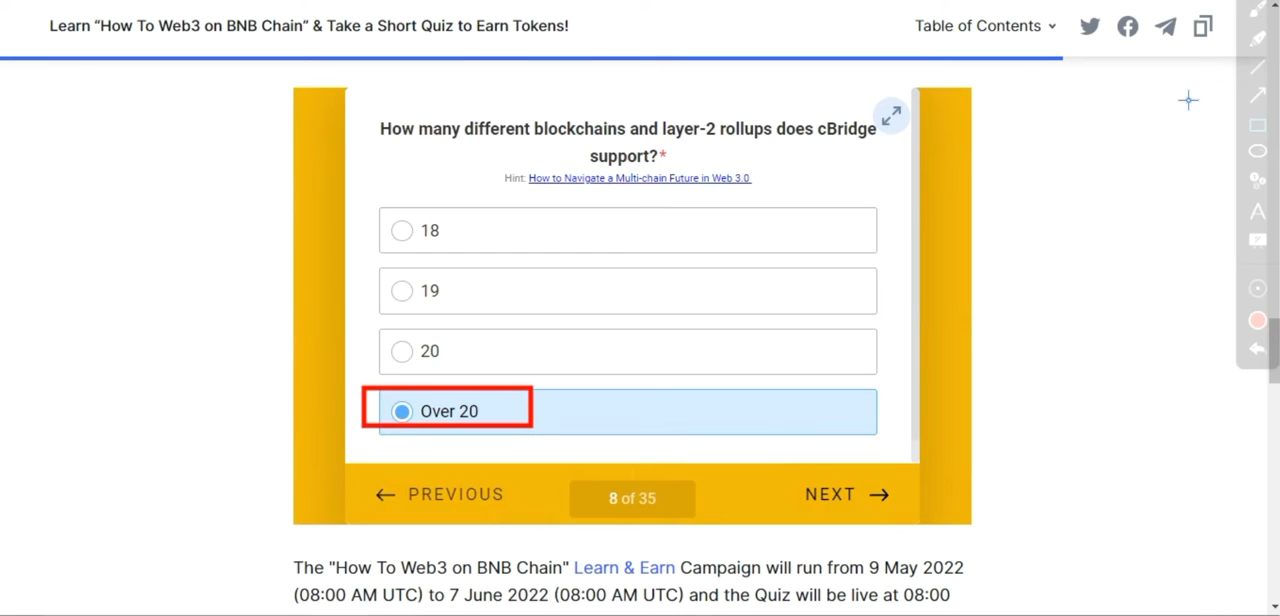 Learn “How To Web3 on BNB Chain” & Take a Short Quiz to Earn Tokens!
Table of Contents
How many different blockchains and layer-2 rollups does cBridge
support?*
Hint: How to Navigate a Multi-chain Future in Web 3.0
18
19
20
Over 20
PREVIOUS
8 of 35
NEXT
The "How To Web3 on BNB Chain" Learn & Earn Campaign will run from 9 May 2022
(08:00 AM UTC) to 7 June 2022 (08:00 AM UTC) and the Quiz will be live at 08:00